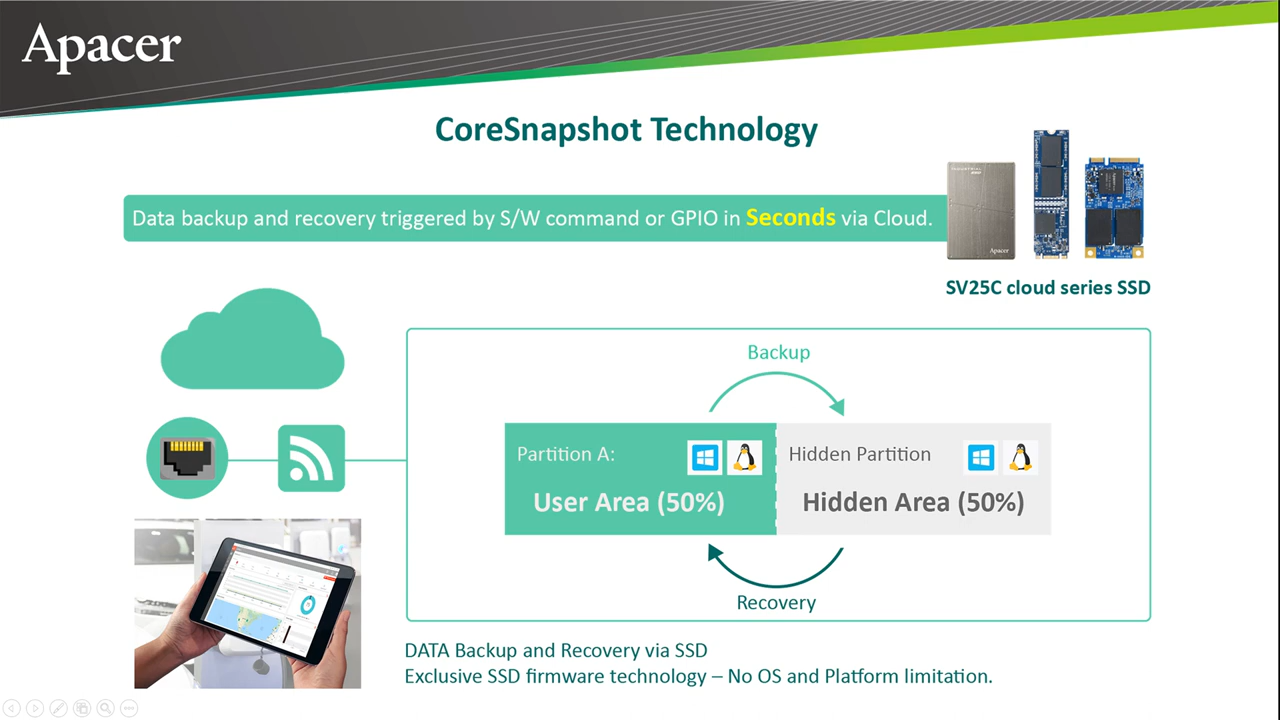 Apacer
CoreSnapshot Technology
Data backup and recovery triggered by S/W command or GPIO in Seconds via Cloud.
Apacer
SV25C cloud series SSD
Backup
Partition A:
Hidden Partition
User Area (50%)
Hidden Area (50%)
Recovery
DATA Backup and Recovery via SSD
Exclusive SSD firmware technology – No OS and Platform limitation.